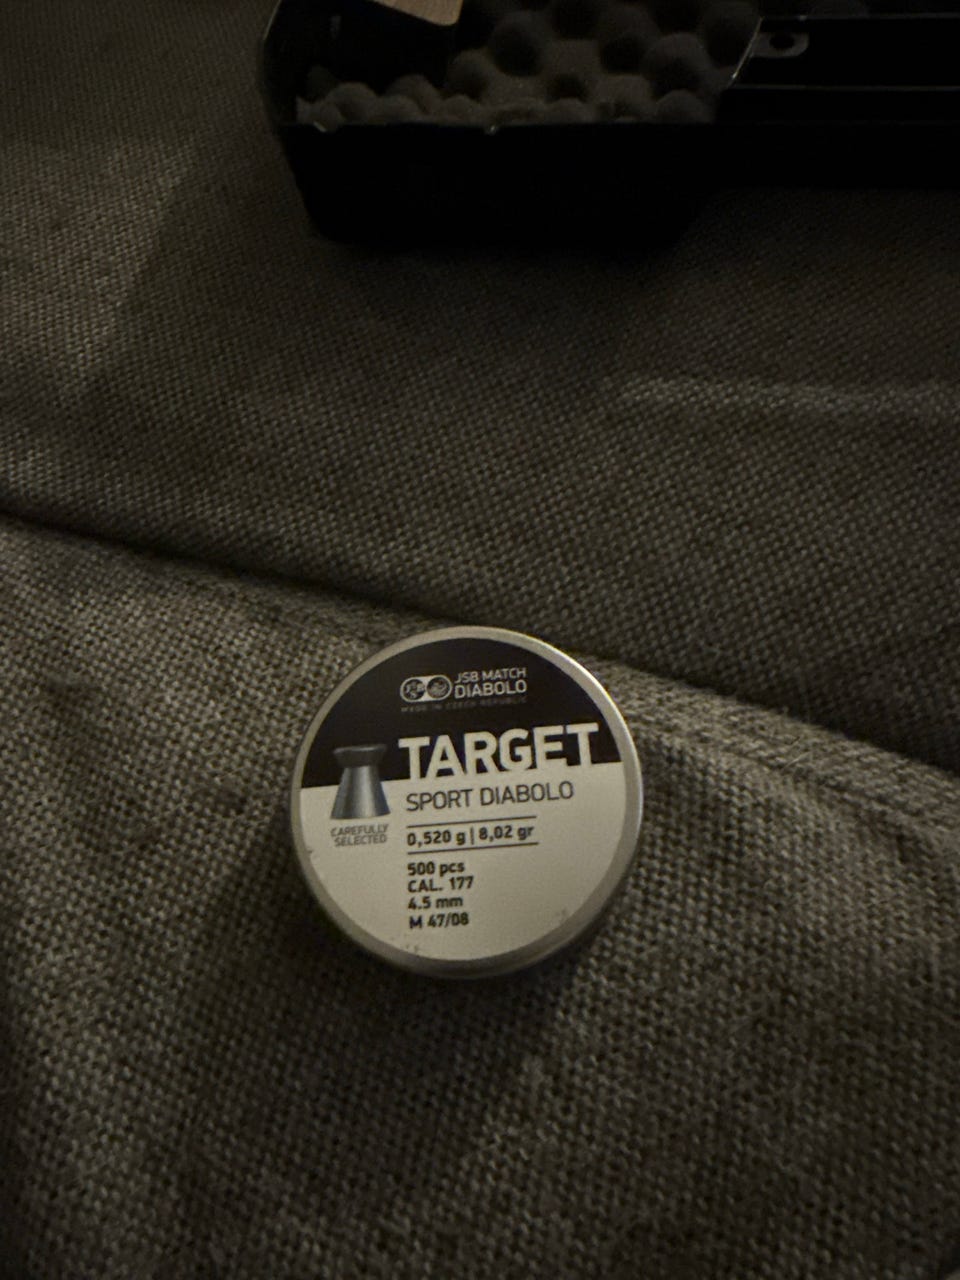 JSB MATCH
DIABOLO
MADE IN CZECH REPUBLIC
TARGET
SPORT DIABOLO
CAREFULLY
SELECTED
0,520 g | 8,02 gr
500 pcs
CAL. 177
4.5 mm
M 47/08